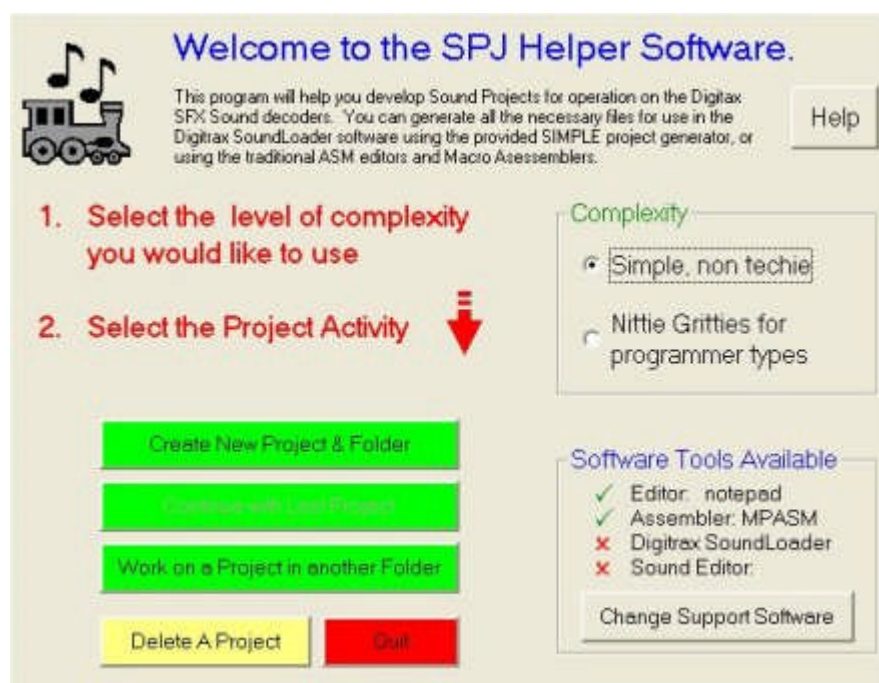 Welcome to the SPJ Helper Software.
This program will help you develop Sound Projects for operation on the Digitax
SFX Sound decoders. You can generate all the necessary files for use in the
Digitrax SoundLoader software using the provided SIMPLE project generator, or
using the traditional ASM editors and Macro Asessemblers.
Help
1. Select the level of complexity
you would like to use
2. Select the Project Activity
Complexity
Simple, non techie
Nittie Gritties for
programmer types
Create New Project & Folder
Continue with Last Project
Work on a Project in another Folder
Delete A Project
Quit
Software Tools Available
Editor: notepad
Assembler: MPASM
Digitrax SoundLoader
Sound Editor:
Change Support Software